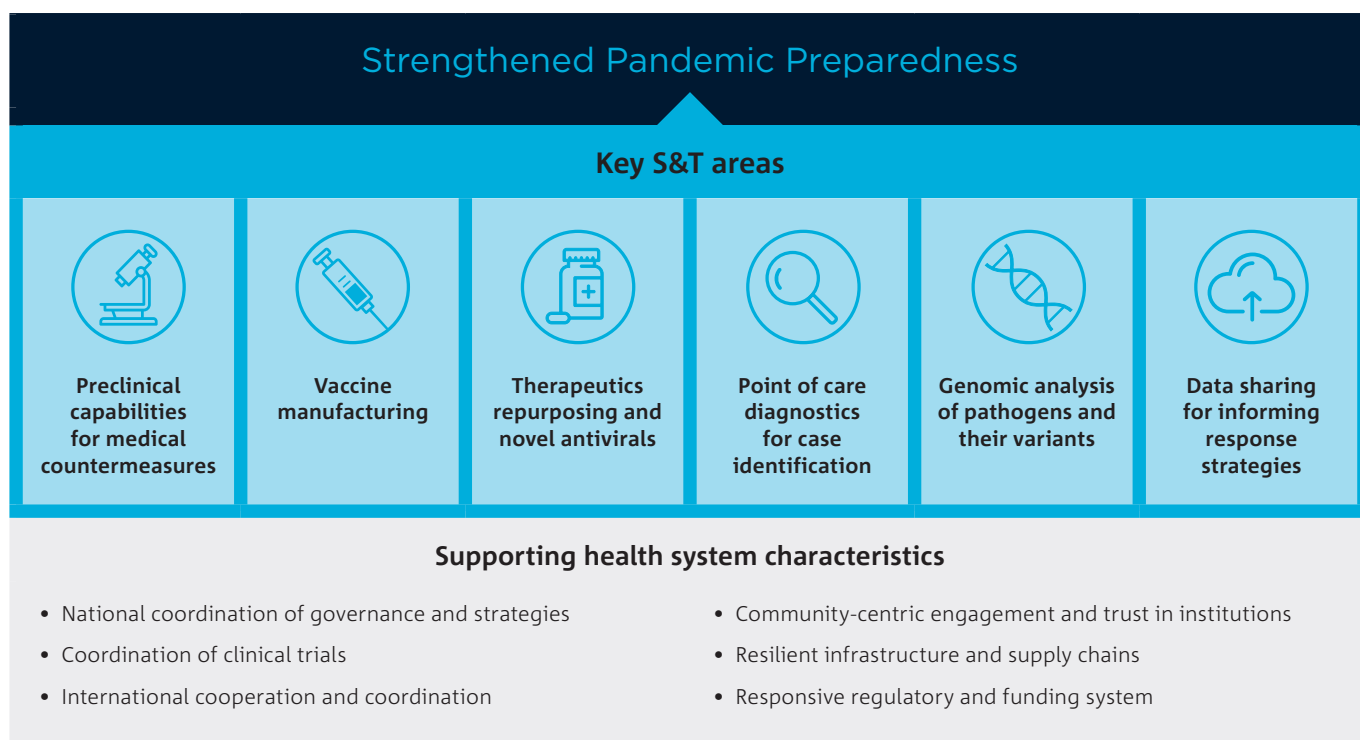 Strengthened Pandemic Preparedness
Key S&T areas
Preclinical
capabilities
for medical
countermeasures
Vaccine
manufacturing
Therapeutics
repurposing and
novel antivirals
Point of care
diagnostics
for case
identification
Genomic analysis
of pathogens and
their variants
Data sharing
for informing
response
strategies
Supporting health system characteristics
• National coordination of governance and strategies
• Coordination of clinical trials
• International cooperation and coordination
• Community-centric engagement and trust in institutions
• Resilient infrastructure and supply chains
• Responsive regulatory and funding system